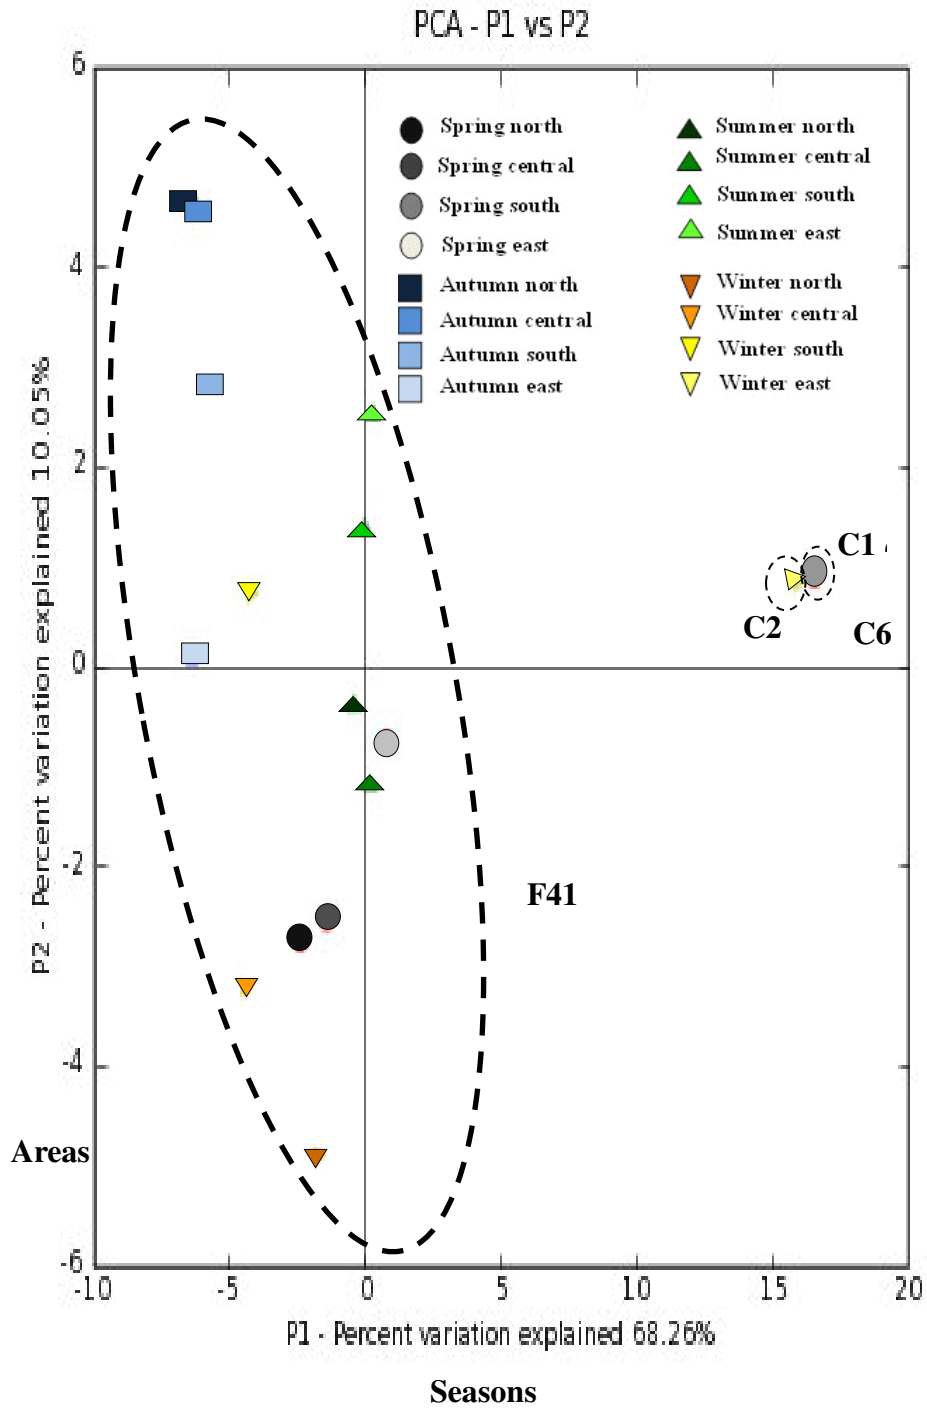 PCA - P1 vs P2
6
4
2
0
-2
-4
-6
P2 - Percent variation explained 10.05%
Spring north
Spring central
Spring south
Spring east
Autumn north
Autumn central
Autumn south
Autumn east
Summer north
Summer central
Summer south
Summer east
Winter north
Winter central
Winter south
Winter east
C1
C2
C6
F41
Areas
-10 -5 0 5 10 15 20
P1 - Percent variation explained 68.26%
Seasons